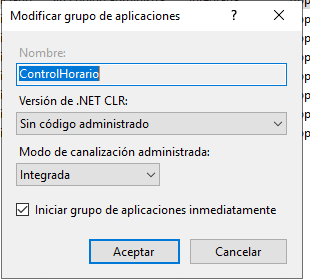 Modificar grupo de aplicaciones
?
Nombre:
ControlHorario
Versión de .NET CLR:
Sin código administrado
Modo de canalización administrada:
Integrada
Iniciar grupo de aplicaciones inmediatamente
Aceptar Cancelar